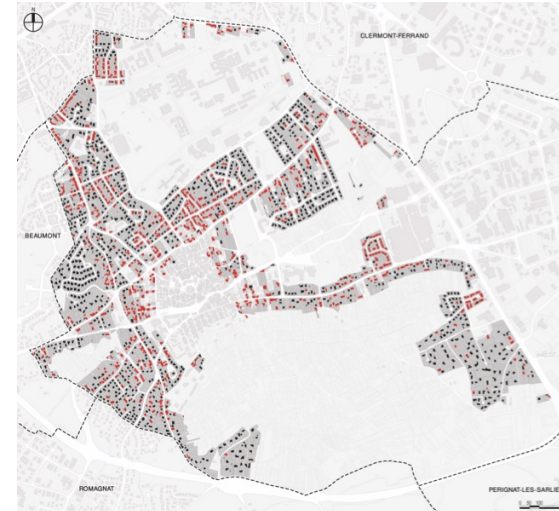 N
CLERMONT-FERRAND
BEAUMONT
ROMAGNAT
PERIGNAT-LES-SARLIE